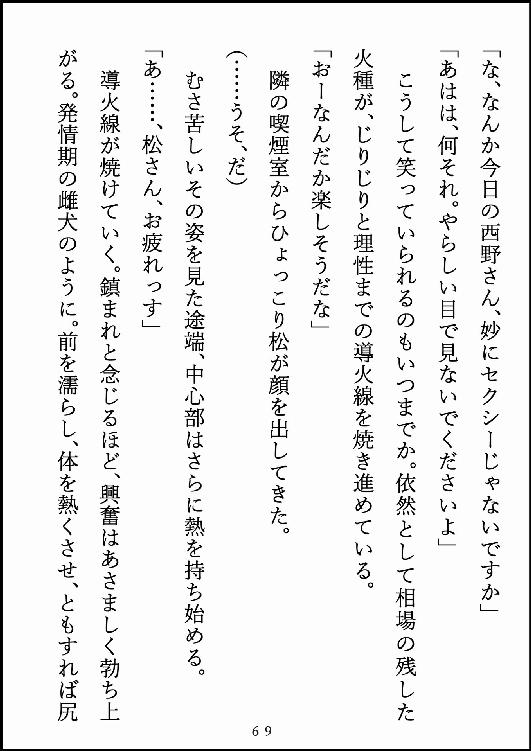 「な、なんか今日の西野さん、妙にセクシーじゃないですか」
「あはは、何それ。やらしい目で見ないでくださいよ」
こうして笑っていられるのもいつまでか。依然として相場の残した
火種が、じりじりと理性までの導火線を焼き進めている。
「おーなんだか楽しそうだな」
隣の喫煙室からひょっこり松が顔を出してきた。
(……うそ、だ)
むさ苦しいその姿を見た途端、中心部はさらに熱を持ち始める。
「あ……、松さん、お疲れっす」
導火線が焼けていく。鎮まれと念じるほど、興奮はあさましく勃ち上
がる。発情期の雌犬のように。前を濡らし、体を熱くさせ、ともすれば尻
69